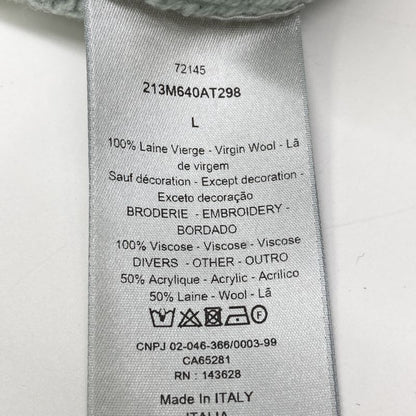 72145
213M640AT298
L
100% Laine Vierge - Virgin Wool - Lã
de virgem
Sauf décoration - Except decoration -
Exceto decoração
BRODERIE - EMBROIDERY -
BORDADO
100% Viscose - Viscose - Viscose
DIVERS - OTHER - OUTRO
50% Acrylique - Acrylic - Acrilico
50% Laine - Wool - Lã
CNPJ 02-046-366/0003-99
CA65281
RN : 143628
Made in ITALY
ITALIA